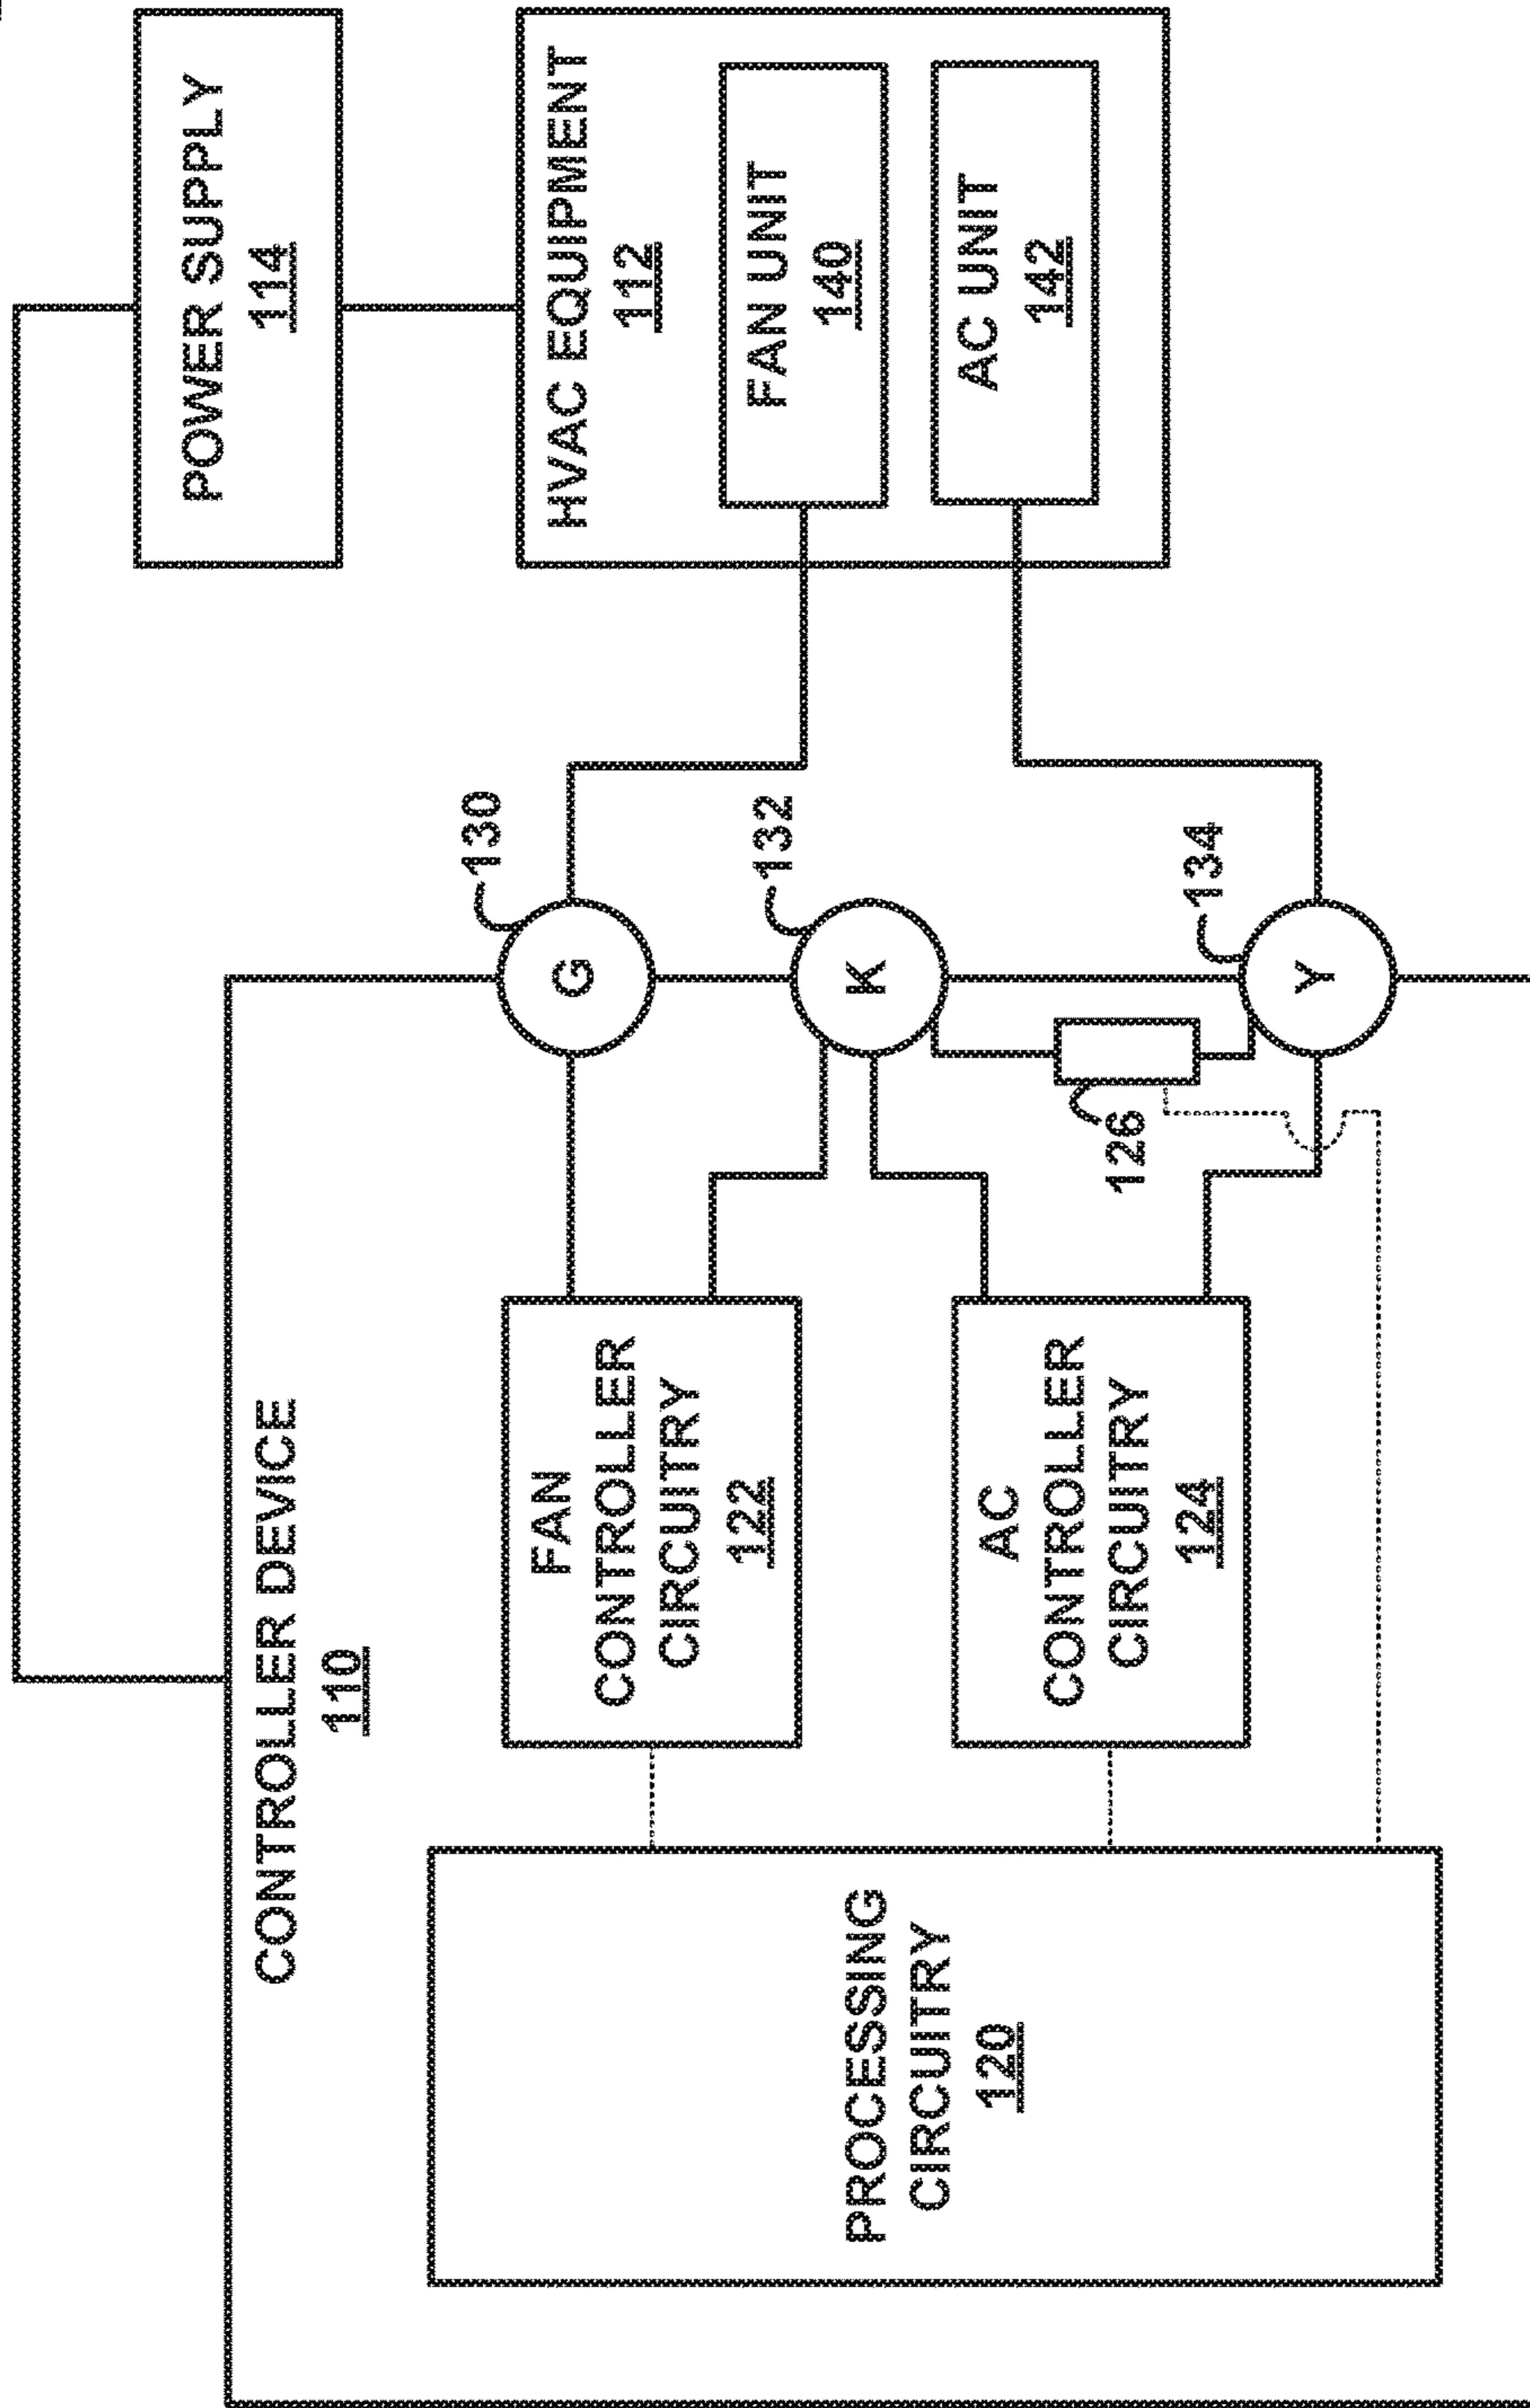 POWER SUPPLY
114
HVAC EQUIPMENT
112
FAN UNIT
140
AC UNIT
142
CONTROLLER DEVICE
110
130
G
132
K
134
Y
126
FAN
CONTROLLER
CIRCUITRY
122
AC
CONTROLLER
CIRCUITRY
124
PROCESSING
CIRCUITRY
120